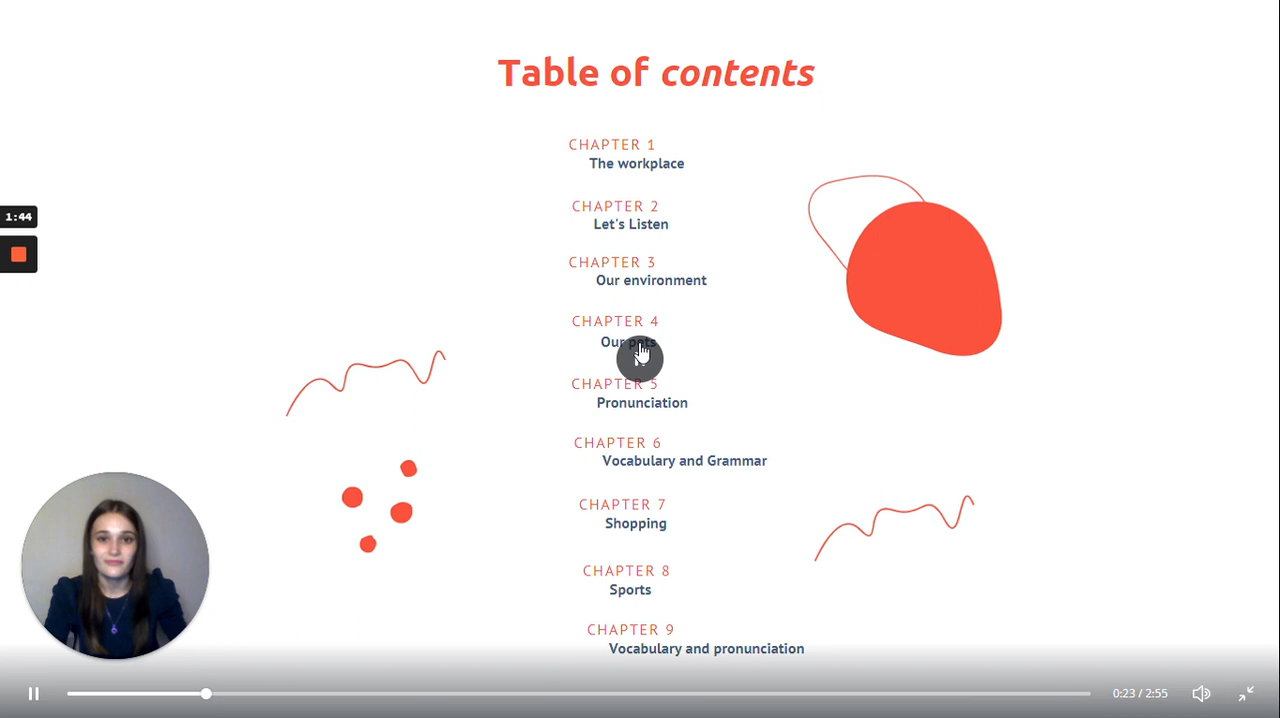 Table of contents
CHAPTER 1
The workplace
CHAPTER 2
Let's Listen
1:44
CHAPTER 3
Our environment
CHAPTER 4
Our pets
CHAPTER 5
Pronunciation
CHAPTER 6
Vocabulary and Grammar
CHAPTER 7
Shopping
CHAPTER 8
Sports
CHAPTER 9
Vocabulary and pronunciation
0:23 / 2:55